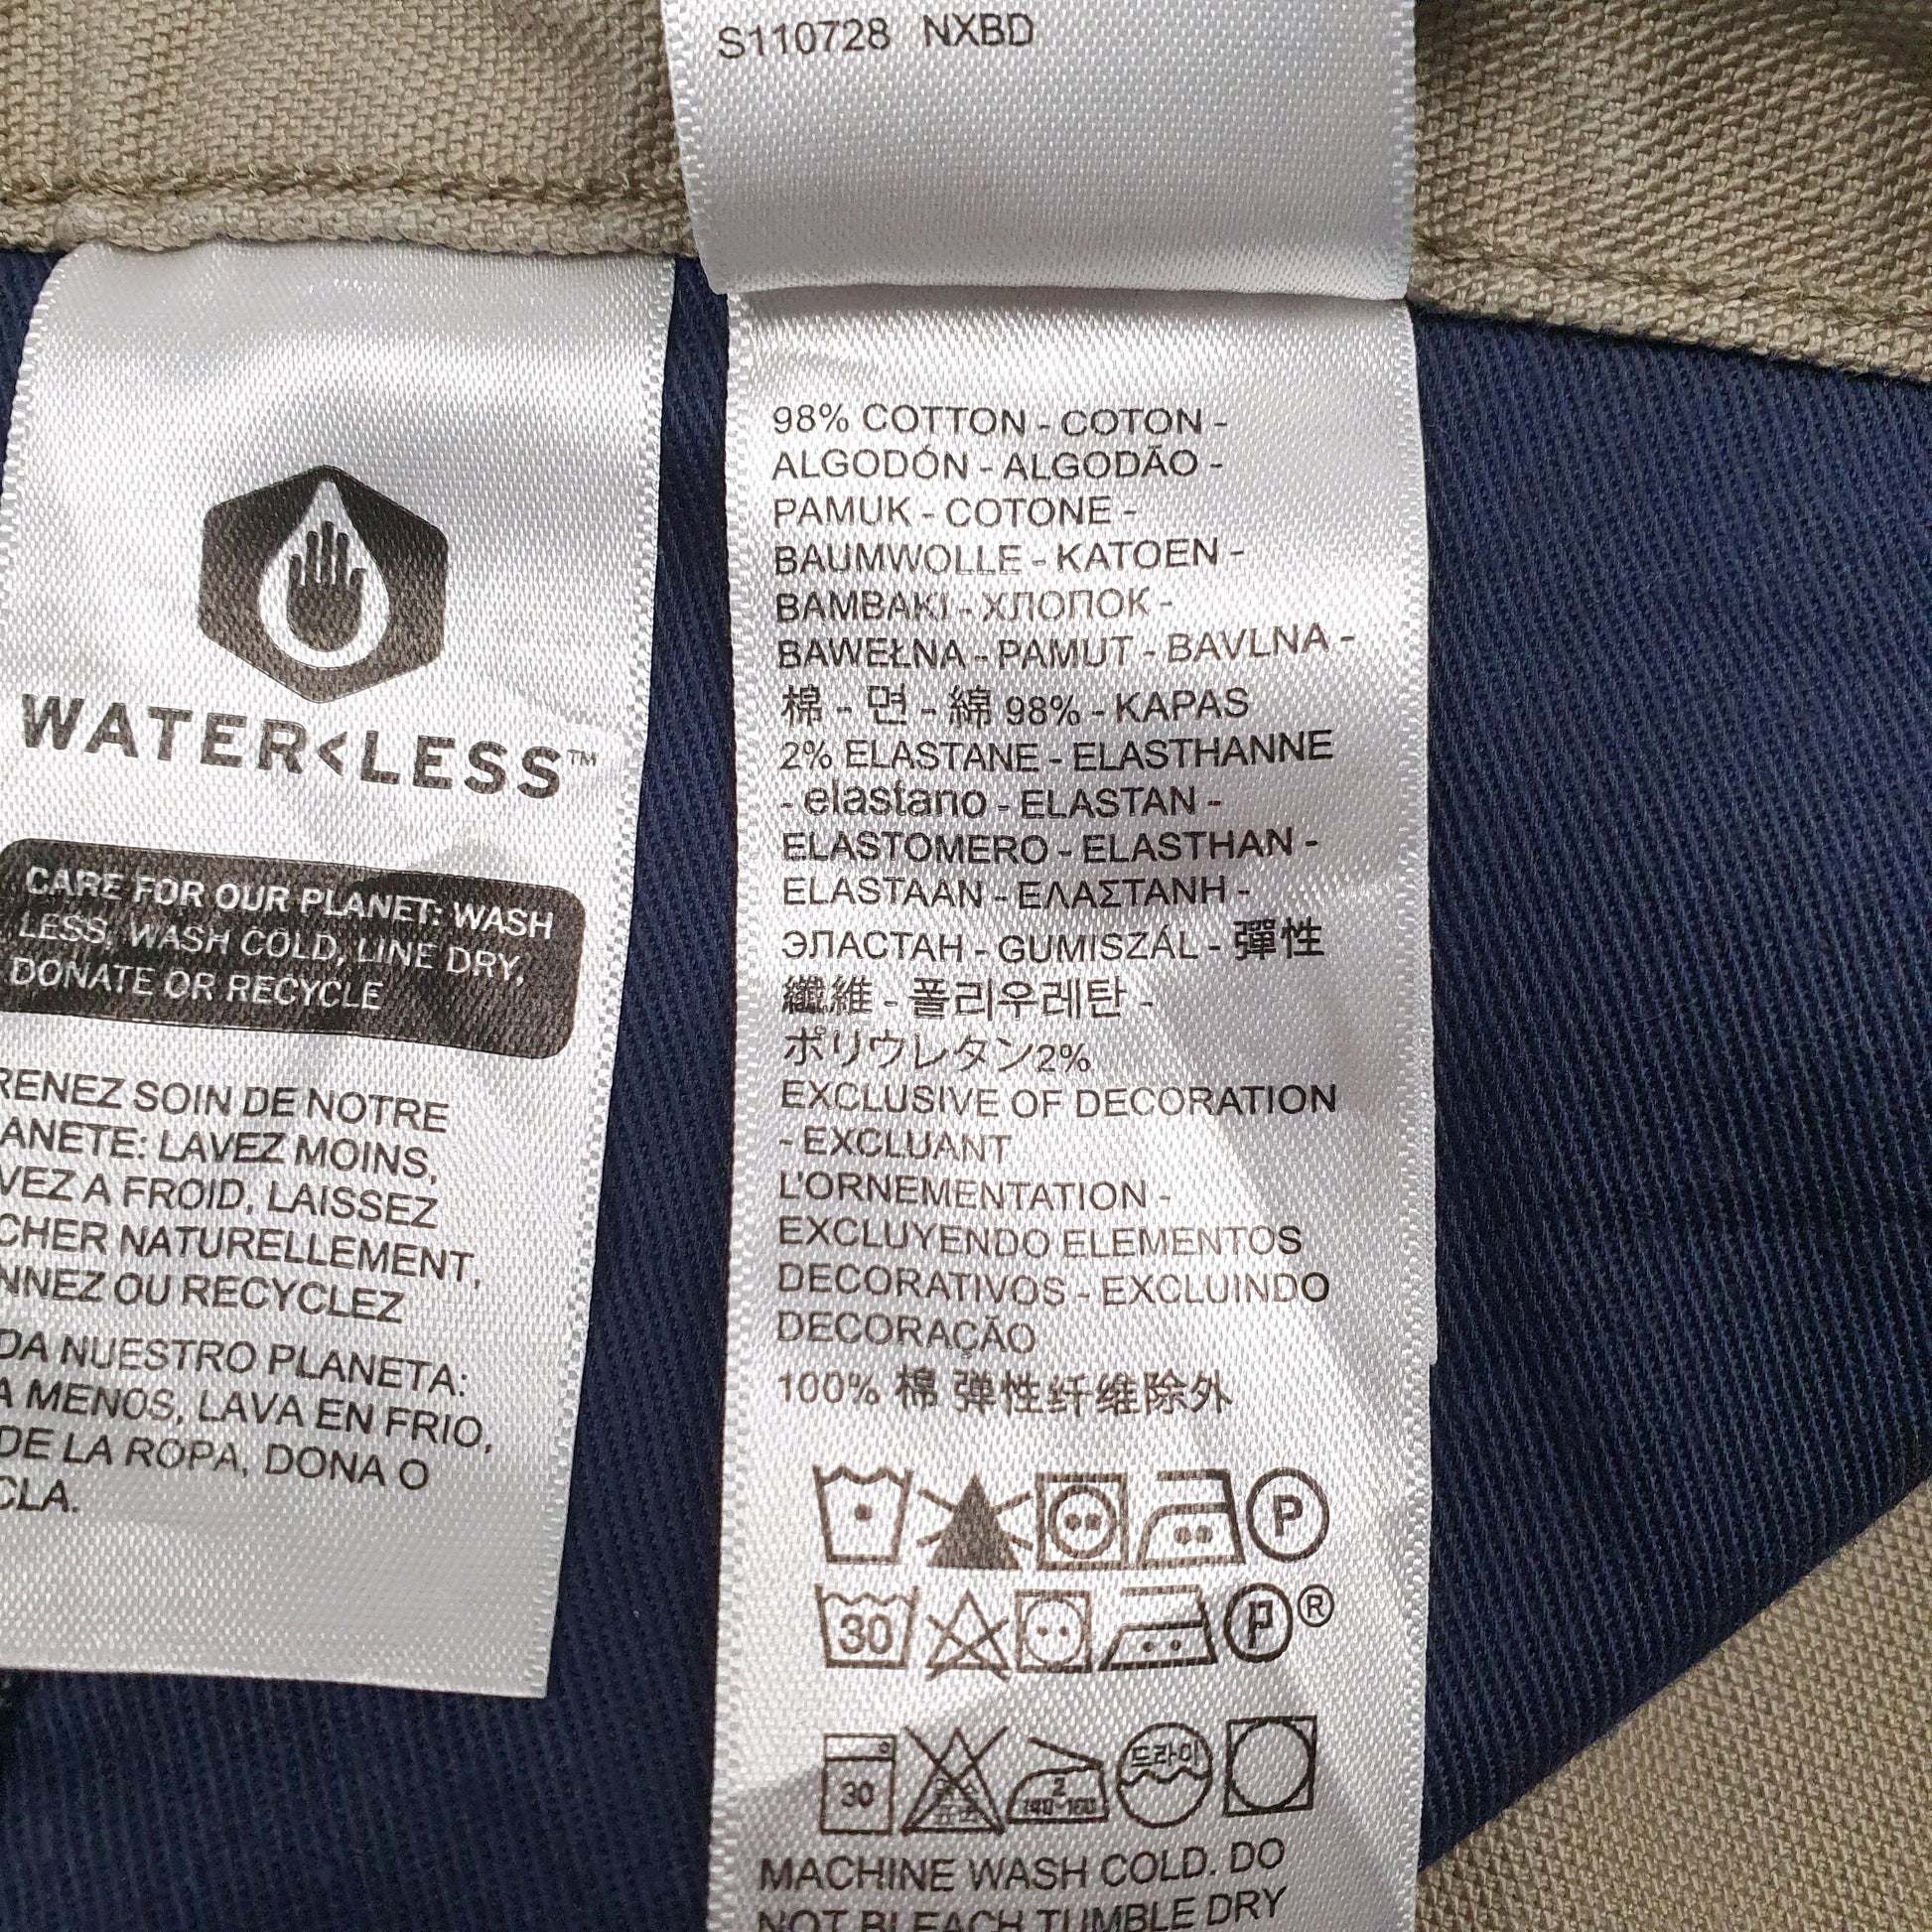 S110728 NXBD
WATER<LESS™
CARE FOR OUR PLANET: WASH
LESS, WASH COLD, LINE DRY,
DONATE OR RECYCLE
RENEZ SOIN DE NOTRE
ANETE: LAVEZ MOINS,
VEZ A FROID, LAISSEZ
CHER NATURELLEMENT,
NNEZ OU RECYCLEZ
DA NUESTRO PLANETA:
A MENOS, LAVA EN FRIO,
DE LA ROPA, DONA O
CLA.
98% COTTON - COTON -
ALGODÓN - ALGODÃO -
PAMUK - COTONE -
BAUMWOLLE - KATOEN -
BAMBAKI - ХЛОПОК -
BAWEŁNA - PAMUT - BAVLNA -
棉 - 면 - 綿 98% - KAPAS
2% ELASTANE - ELASTHANNE
- elastano - ELASTAN -
ELASTOMERO - ELASTHAN -
ELASTAAN - ΕΛΑΣΤΑΝΗ -
ЭЛАСТАН - GUMISZÁL - 彈性
纖維 - 폴리우레탄 -
ポリウレタン2%
EXCLUSIVE OF DECORATION
- EXCLUANT
L'ORNEMENTATION -
EXCLUYENDO ELEMENTOS
DECORATIVOS - EXCLUINDO
DECORAÇÃO
100% 棉 弹性纤维除外
P
30 P ®
30 2 140-160 드라이
MACHINE WASH COLD. DO
NOT BLEACH TUMBLE DRY